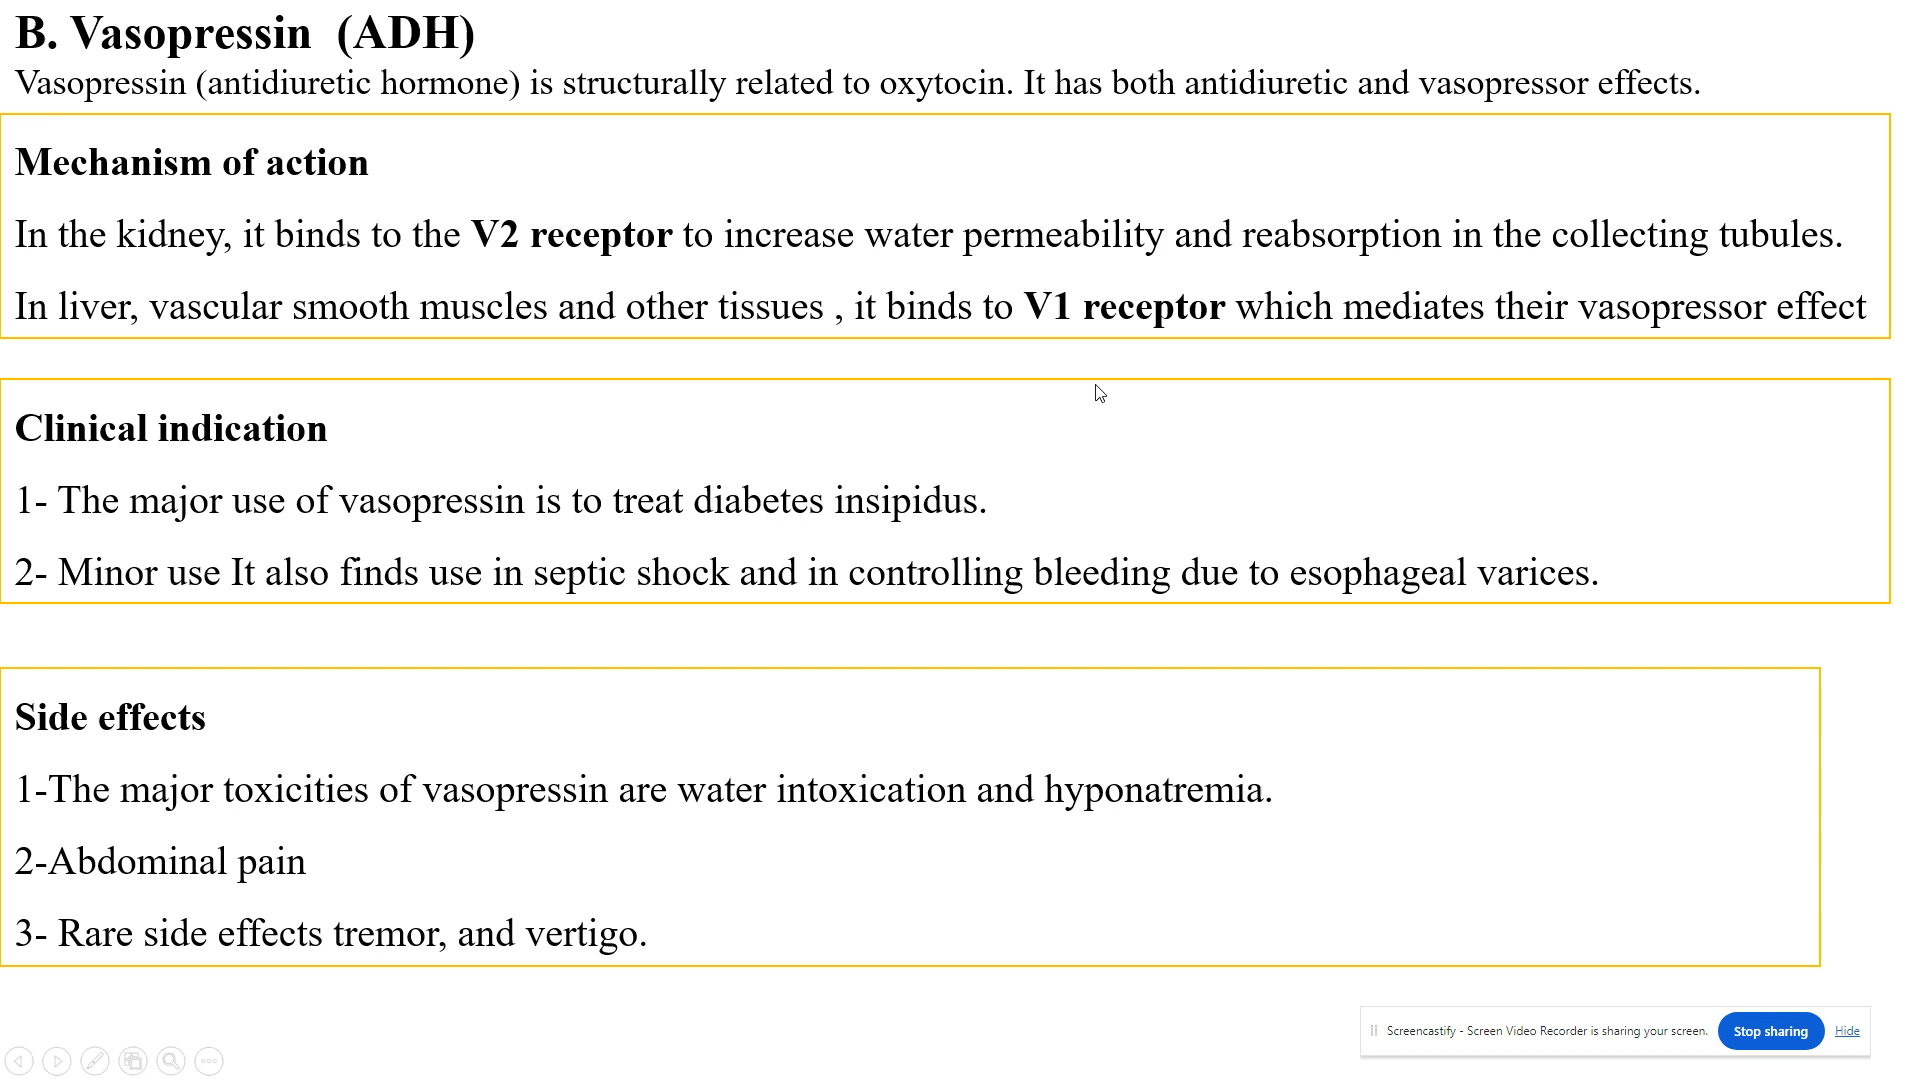 B. Vasopressin (ADH)
Vasopressin (antidiuretic hormone) is structurally related to oxytocin. It has both antidiuretic and vasopressor effects.
Mechanism of action
In the kidney, it binds to the V2 receptor to increase water permeability and reabsorption in the collecting tubules.
In liver, vascular smooth muscles and other tissues , it binds to V1 receptor which mediates their vasopressor effect
Clinical indication
1- The major use of vasopressin is to treat diabetes insipidus.
2- Minor use It also finds use in septic shock and in controlling bleeding due to esophageal varices.
Side effects
1-The major toxicities of vasopressin are water intoxication and hyponatremia.
2-Abdominal pain
3- Rare side effects tremor, and vertigo.
Screencastify - Screen Video Recorder is sharing your screen. Stop sharing Hide